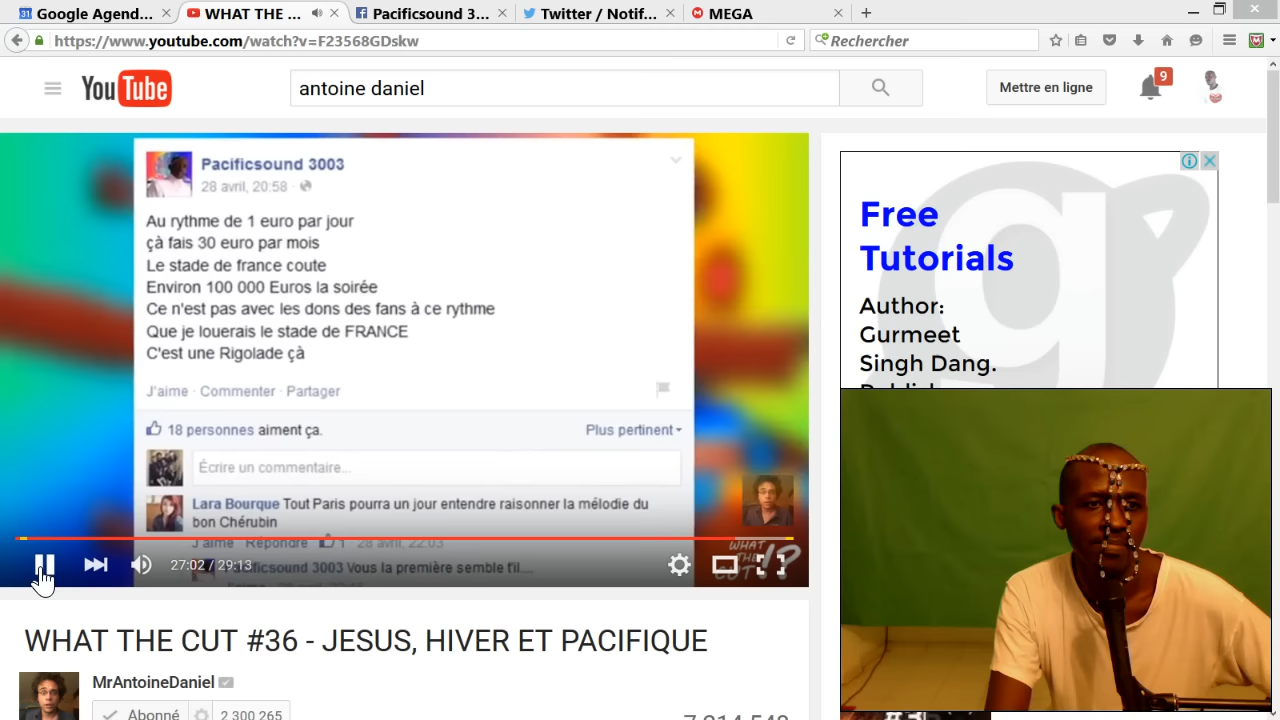 Google Agend... WHAT THE ... Pacificsound 3... Twitter / Notif... MEGA
https://www.youtube.com/watch?v=F23568GDskw Rechercher
YouTube antoine daniel Mettre en ligne 9
Pacificsound 3003
28 avril, 20:58
Au rythme de 1 euro par jour
çà fais 30 euro par mois
Le stade de france coute
Environ 100 000 Euros la soirée
Ce n'est pas avec les dons des fans à ce rythme
Que je louerais le stade de FRANCE
C'est une Rigolade çà
J'aime · Commenter · Partager
18 personnes aiment ça. Plus pertinent
Écrire un commentaire...
Lara Bourque Tout Paris pourra un jour entendre raisonner la mélodie du
bon Chérubin
J'aime · Répondre · 1 · 28 avril, 22:03
Pacificsound 3003 Vous la première semble t'il....
WHAT
THE
CUT !?
27:02 / 29:13
Free
Tutorials
Author:
Gurmeet
Singh Dang.
WHAT THE CUT #36 - JESUS, HIVER ET PACIFIQUE
MrAntoineDaniel
Abonné 2 300 265